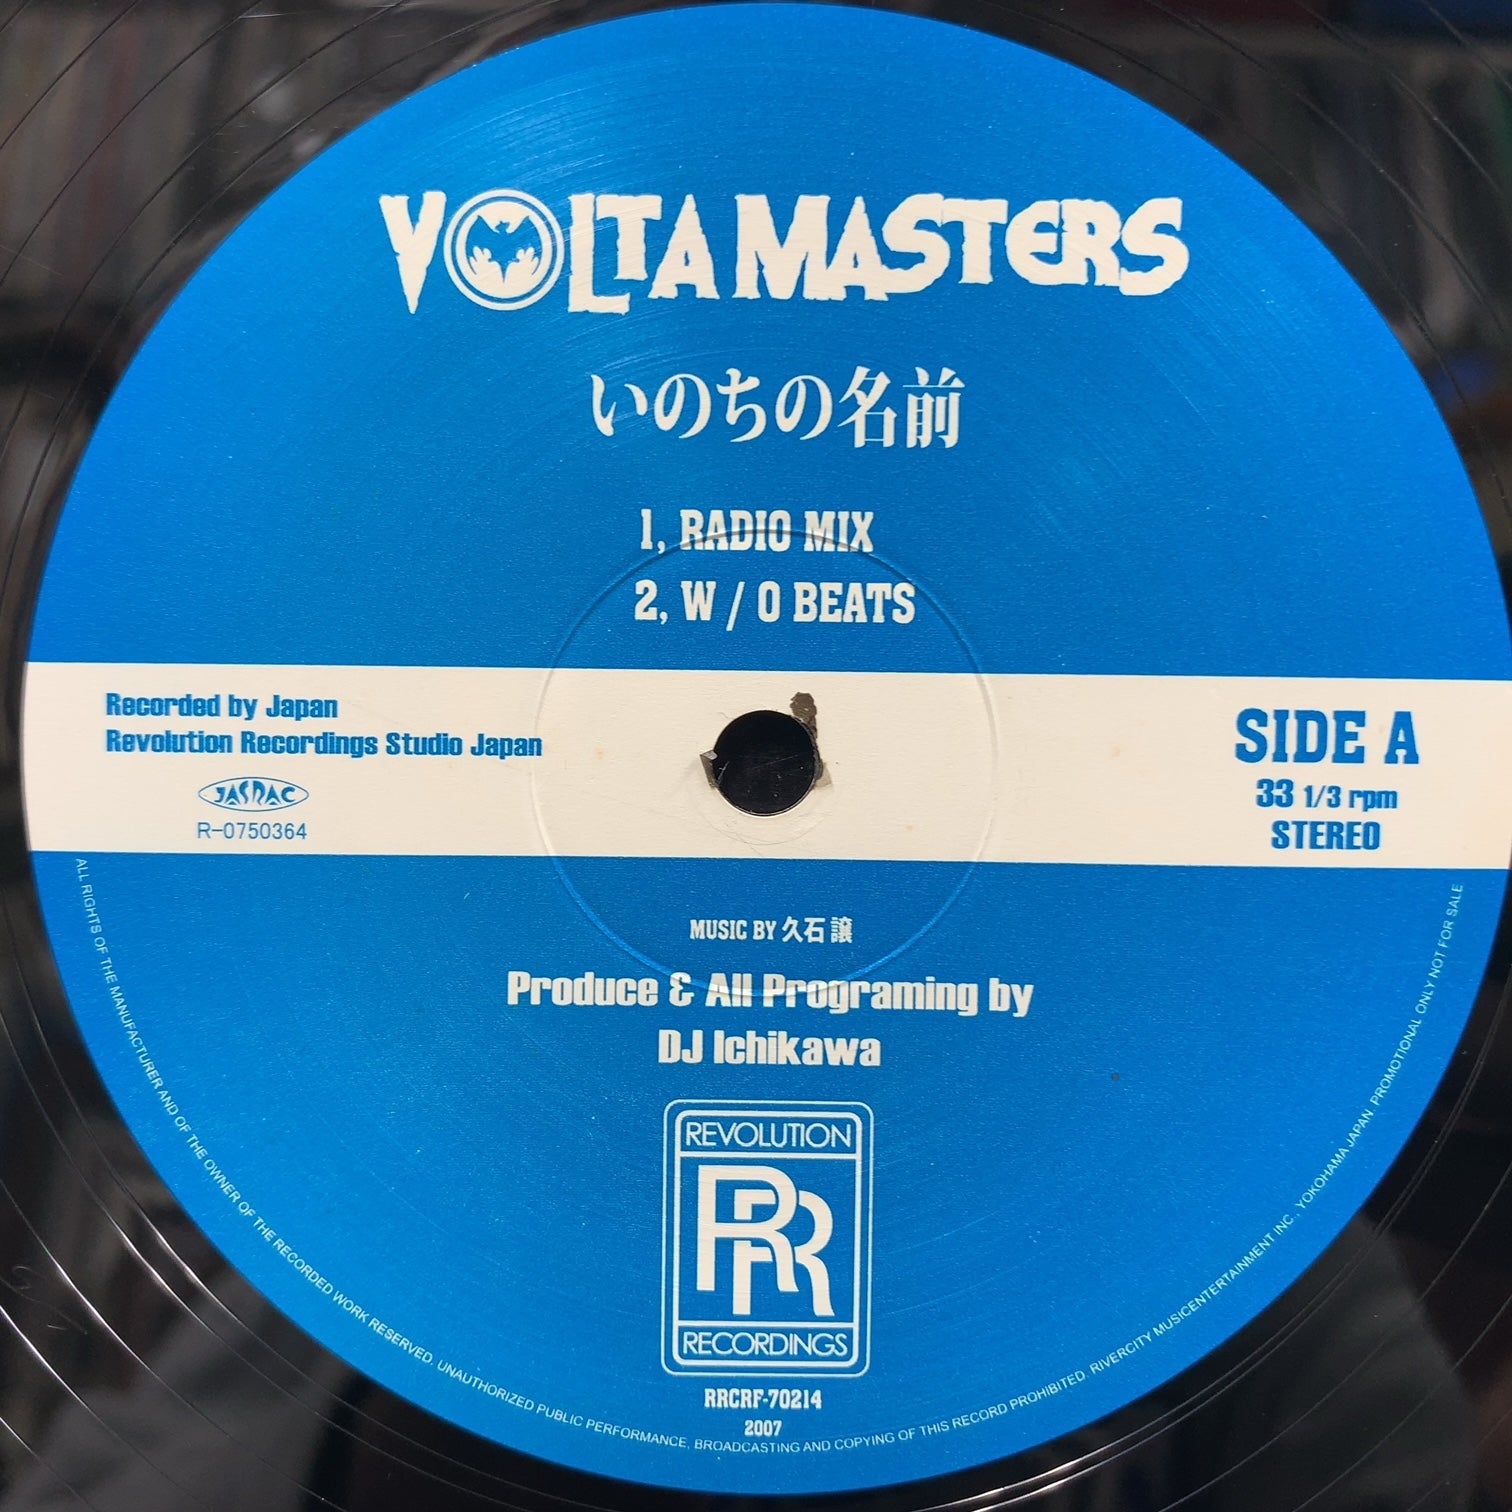 VOLTA MASTERS
いのちの名前
1, RADIO MIX
2, W / O BEATS
Recorded by Japan
Revolution Recordings Studio Japan
JASRAC
R-0750364
SIDE A
33 1/3 rpm
STEREO
MUSIC BY 久石 譲
Produce & All Programing by
DJ Ichikawa
REVOLUTION
RR
RECORDINGS
RRCRF-70214
2007
ALL RIGHTS OF THE MANUFACTURER AND OF THE OWNER OF THE RECORDED WORK RESERVED. UNAUTHORIZED PUBLIC PERFORMANCE, BROADCASTING AND COPYING OF THIS RECORD PROHIBITED. RIVERCITY MUSICENTERTAINMENT INC., YOKOHAMA JAPAN. PROMOTIONAL ONLY NOT FOR SALE